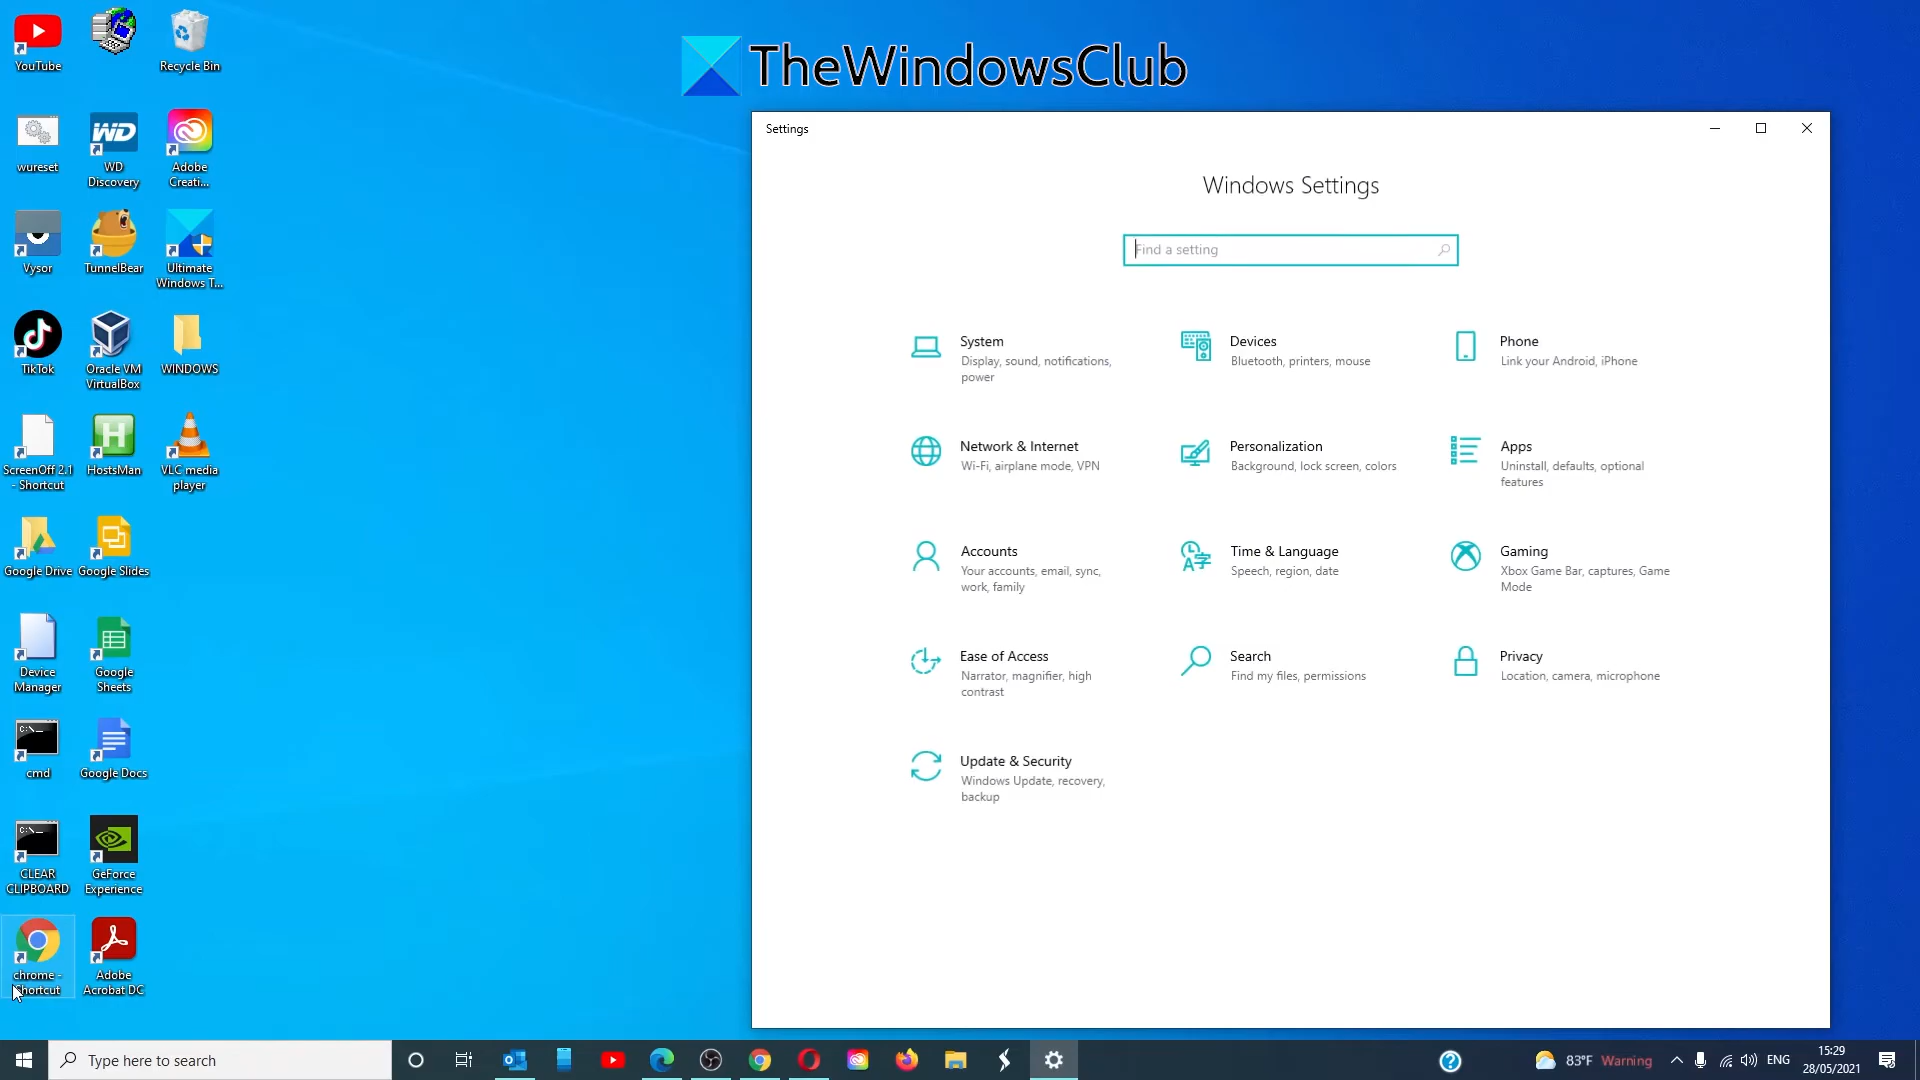 TheWindowsClub
YouTube
Recycle Bin
wureset
WD
Discovery
Adobe
Creati...
Vysor
TunnelBear
Ultimate
Windows T...
TikTok
Oracle VM
VirtualBox
WINDOWS
ScreenOff 2.1
- Shortcut
HostsMan
VLC media
player
Google Drive
Google Slides
Device
Manager
Google
Sheets
cmd
Google Docs
CLEAR
CLIPBOARD
GeForce
Experience
chrome -
Shortcut
Adobe
Acrobat DC
Settings
Windows Settings
Find a setting
System
Display, sound, notifications,
power
Devices
Bluetooth, printers, mouse
Phone
Link your Android, iPhone
Network & Internet
Wi-Fi, airplane mode, VPN
Personalization
Background, lock screen, colors
Apps
Uninstall, defaults, optional
features
Accounts
Your accounts, email, sync,
work, family
Time & Language
Speech, region, date
Gaming
Xbox Game Bar, captures, Game
Mode
Ease of Access
Narrator, magnifier, high
contrast
Search
Find my files, permissions
Privacy
Location, camera, microphone
Update & Security
Windows Update, recovery,
backup
Type here to search
83°F Warning
ENG
15:29
28/05/2021